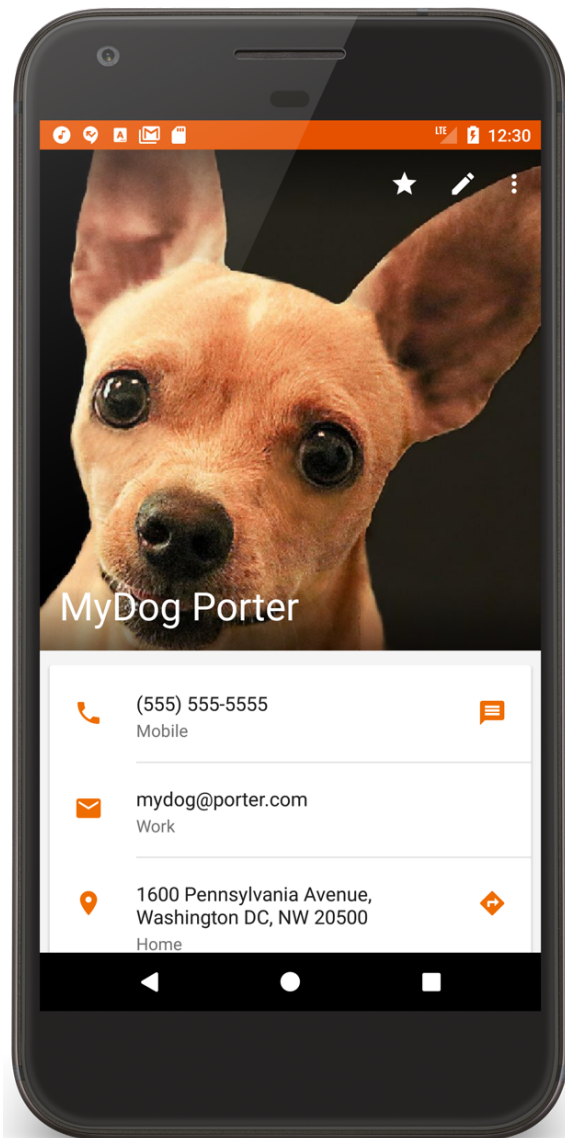 LTE 12:30
MyDog Porter
(555) 555-5555
Mobile
mydog@porter.com
Work
1600 Pennsylvania Avenue,
Washington DC, NW 20500
Home